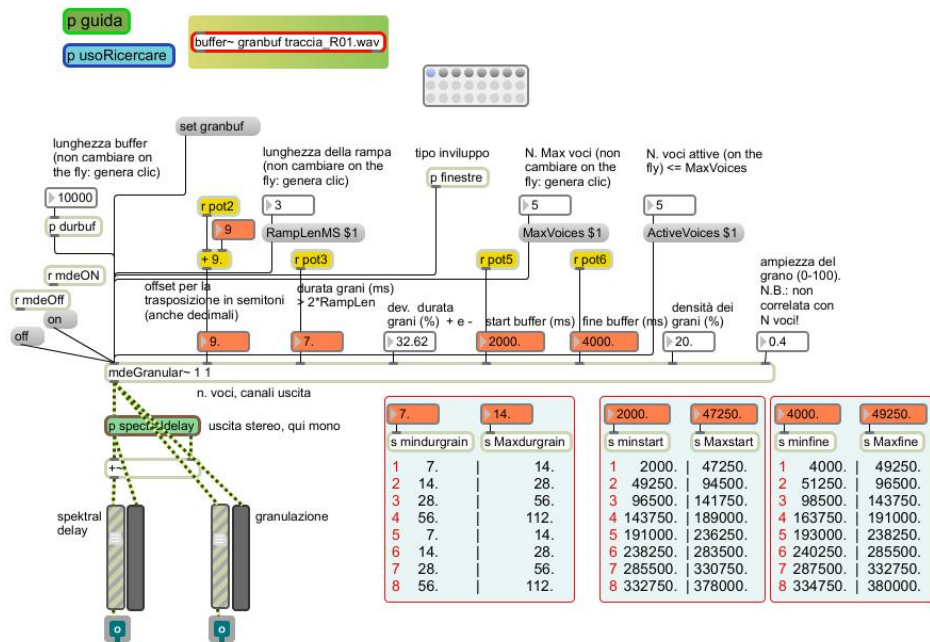 p guida
buffer~ granbuf traccia_R01.wav
p usoRicercare
set granbuf
lunghezza buffer
(non cambiare on
the fly: genera clic)
10000
p durbuf
lunghezza della rampa
(non cambiare on the
fly: genera clic)
3
RampLenMS $1
tipo inviluppo
p finestre
N. Max voci (non
cambiare on the
fly: genera clic)
5
MaxVoices $1
N. voci attive (on the
fly) <= MaxVoices
5
ActiveVoices $1
r pot2
9
+ 9.
r pot3
r pot5
r pot6
r mdeON
r mdeOff
on
off
offset per la
trasposizione in semitoni
(anche decimali)
durata grani (ms)
> 2*RampLen
dev. durata
grani (%) + e -
start buffer (ms)
fine buffer (ms)
densità dei
grani (%)
ampiezza del
grano (0-100).
N.B.: non
correlata con
N voci!
9.
7.
32.62
2000.
4000.
20.
0.4
mdeGranular~ 1 1
n. voci, canali uscita
p spectrldelay
uscita stereo, qui mono
+~
spektral
delay
granulazione
7. 14.
s mindurgrain s Maxdurgrain
1 7. | 14.
2 14. | 28.
3 28. | 56.
4 56. | 112.
5 7. | 14.
6 14. | 28.
7 28. | 56.
8 56. | 112.
2000. 47250.
s minstart s Maxstart
1 2000. | 47250.
2 49250. | 94500.
3 96500. | 141750.
4 143750. | 189000.
5 191000. | 236250.
6 238250. | 283500.
7 285500. | 330750.
8 332750. | 378000.
4000. 49250.
s minfine s Maxfine
1 4000. | 49250.
2 51250. | 96500.
3 98500. | 143750.
4 163750. | 191000.
5 193000. | 238250.
6 240250. | 285500.
7 287500. | 332750.
8 334750. | 380000.